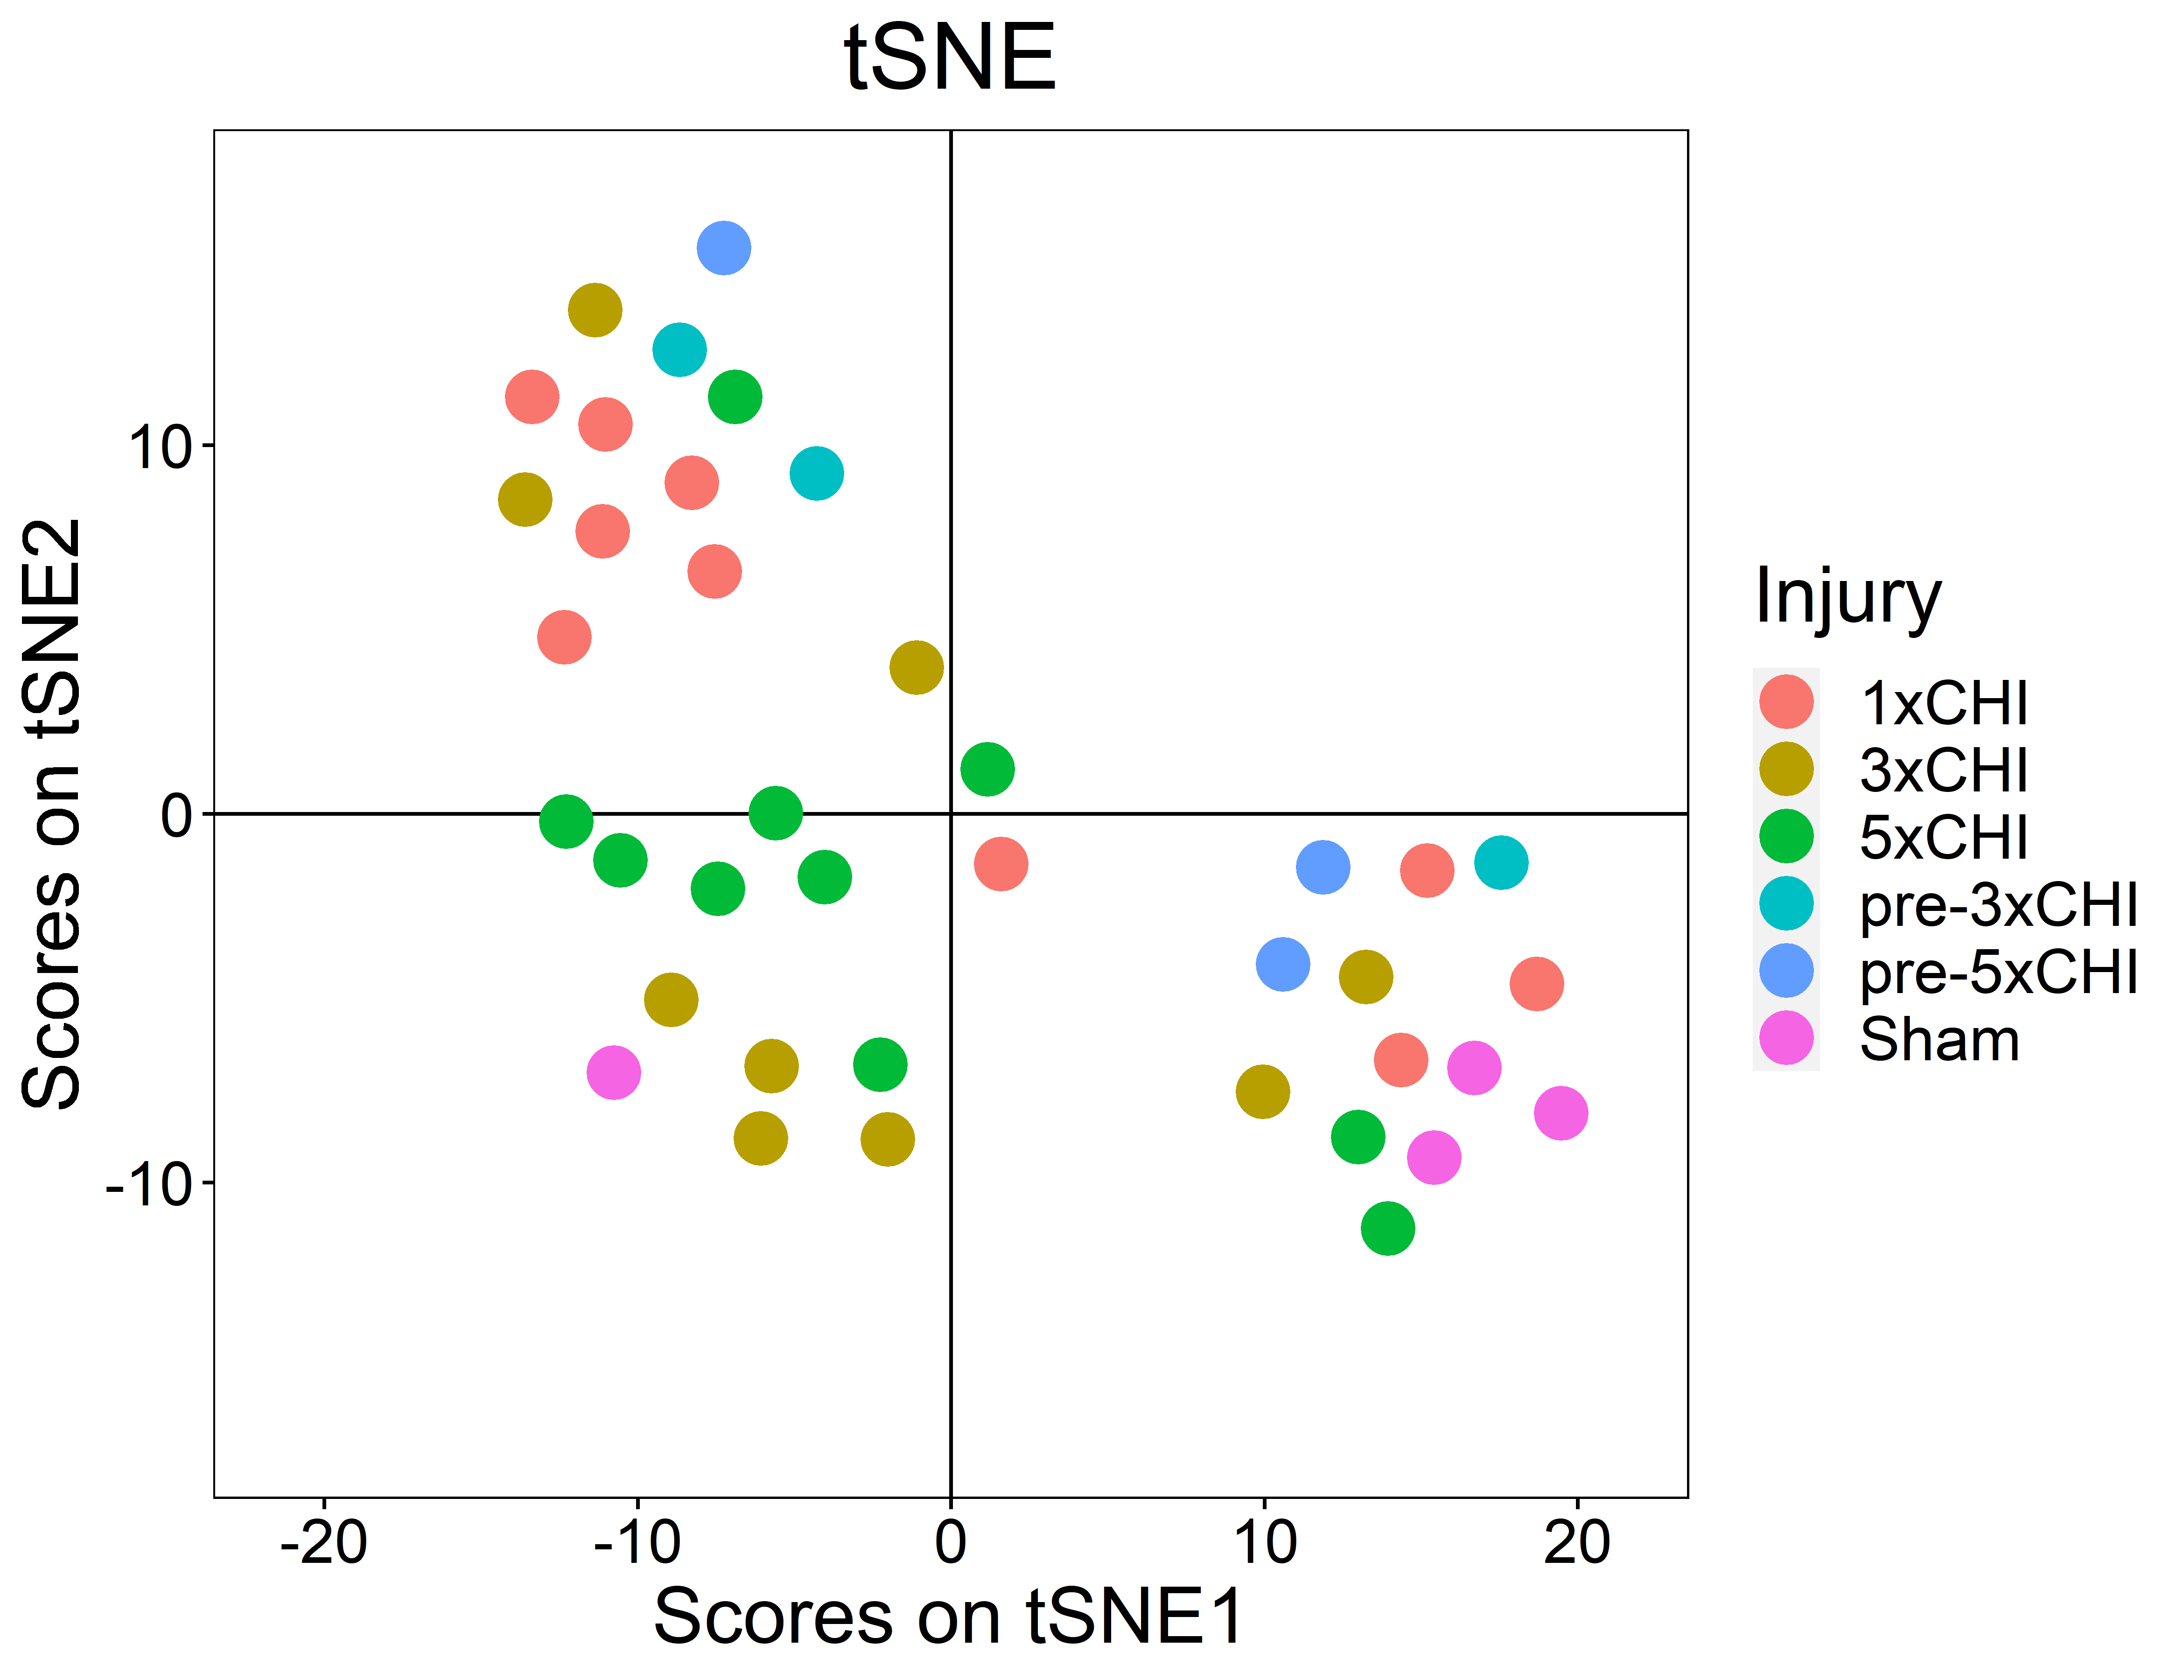 tSNE
Scores on tSNE2
10
0
-10
-20
-10
0
10
20
Scores on tSNE1
Injury
1xCHI
3xCHI
5xCHI
pre-3xCHI
pre-5xCHI
Sham